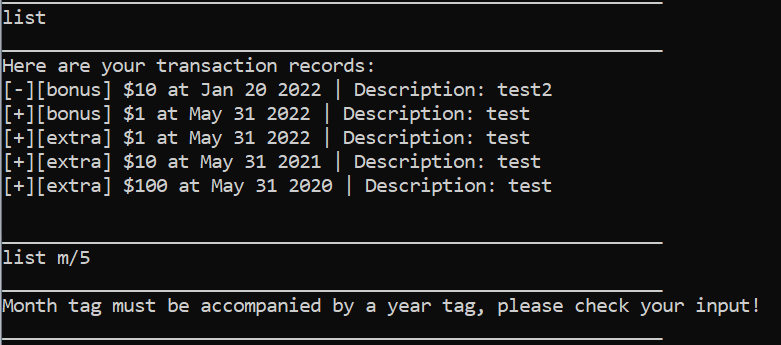 list
Here are your transaction records:
[-][bonus] $10 at Jan 20 2022 | Description: test2
[+][bonus] $1 at May 31 2022 | Description: test
[+][extra] $1 at May 31 2022 | Description: test
[+][extra] $10 at May 31 2021 | Description: test
[+][extra] $100 at May 31 2020 | Description: test
list m/5
Month tag must be accompanied by a year tag, please check your input!